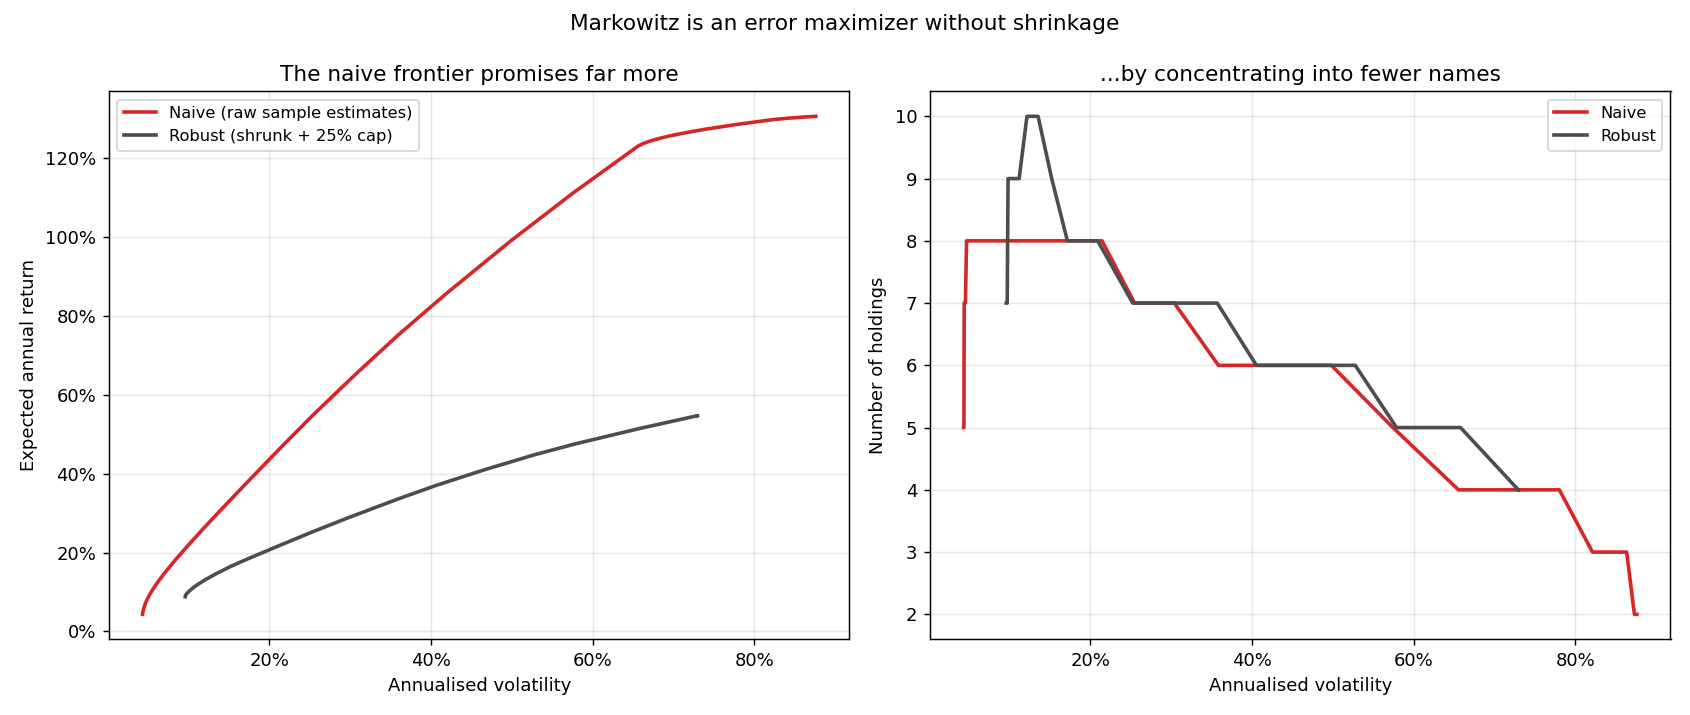 Markowitz is an error maximizer without shrinkage
The naive frontier promises far more
Naive (raw sample estimates)
Robust (shrunk + 25% cap)
120%
100%
80%
60%
40%
20%
0%
Expected annual return
20%
40%
60%
80%
Annualised volatility
...by concentrating into fewer names
Naive
Robust
10
9
8
7
6
5
4
3
2
Number of holdings
20%
40%
60%
80%
Annualised volatility